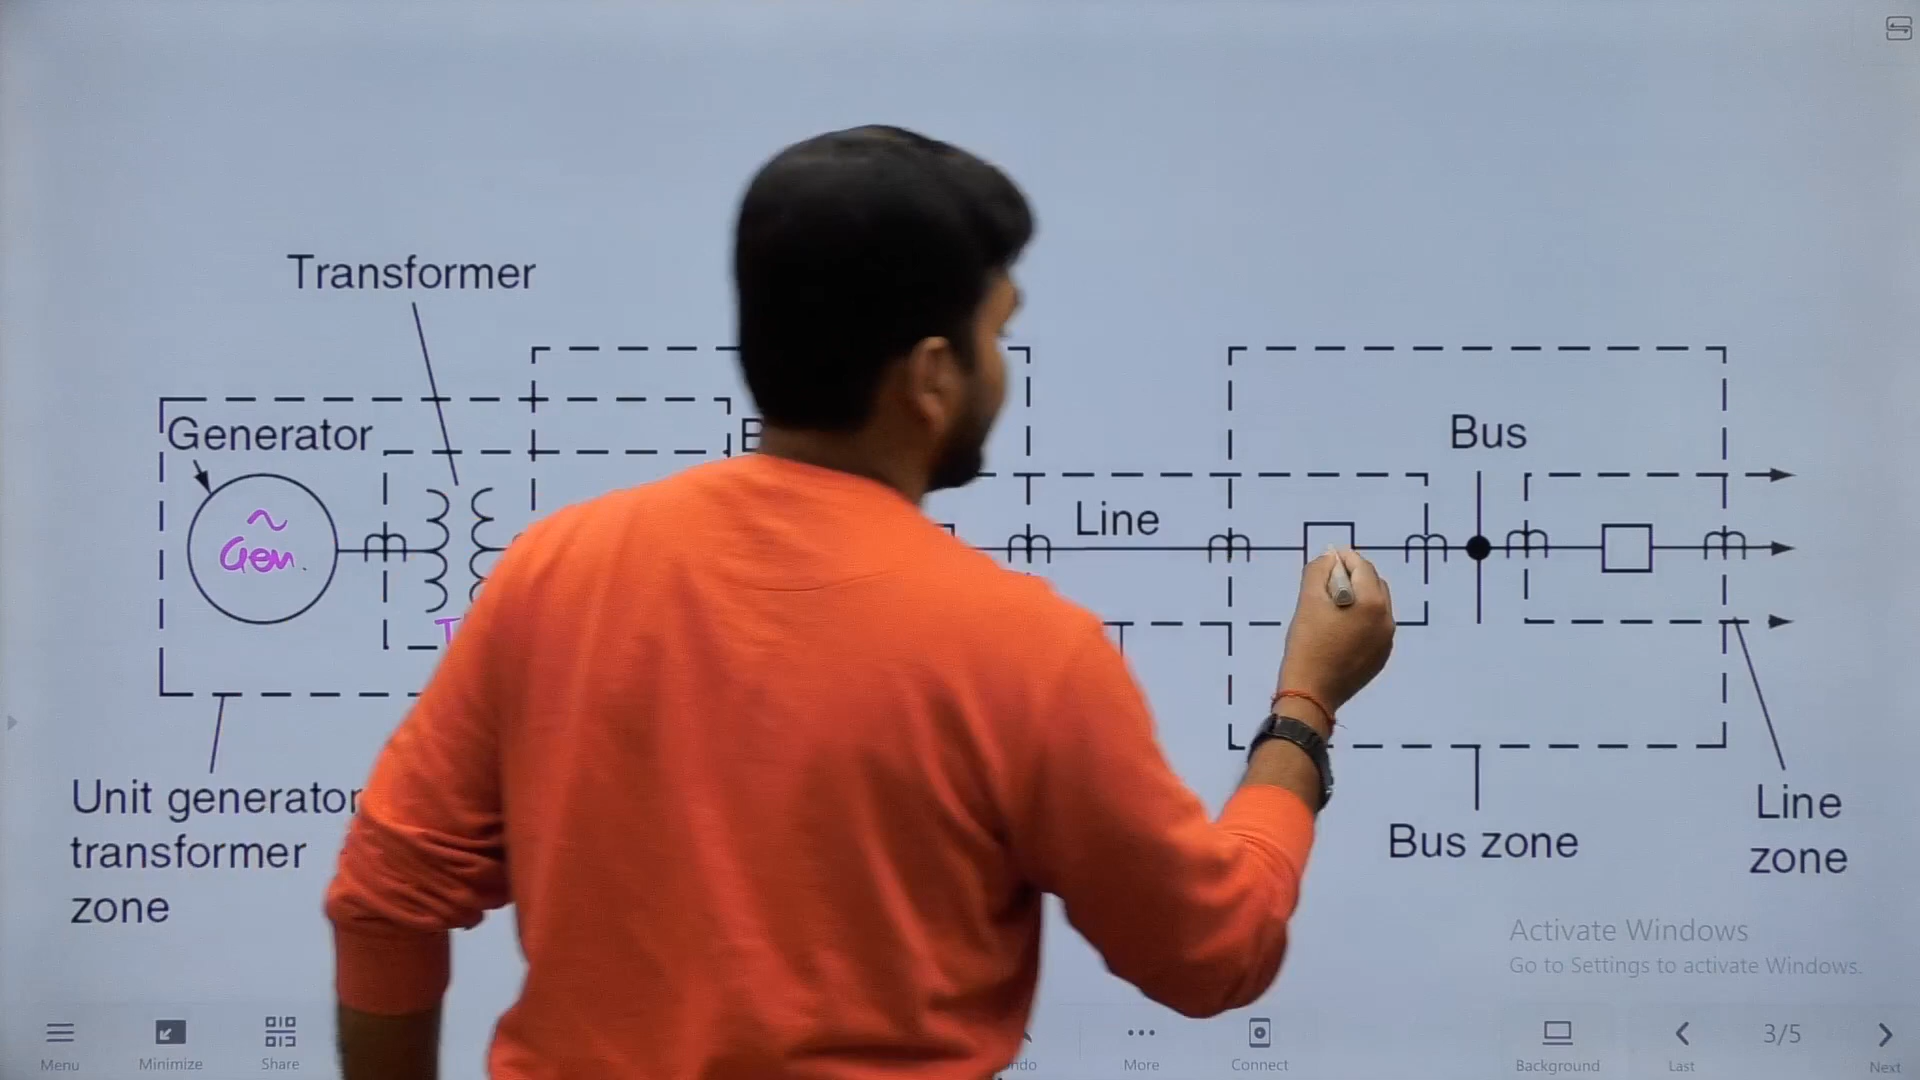 Transformer
Generator
~
Gen.
Bus
Line
Unit generator
transformer
zone
Bus zone
Line
zone
Activate Windows
Go to Settings to activate Windows.
Menu
Minimize
Share
More
Connect
Background
Last
3/5
Next